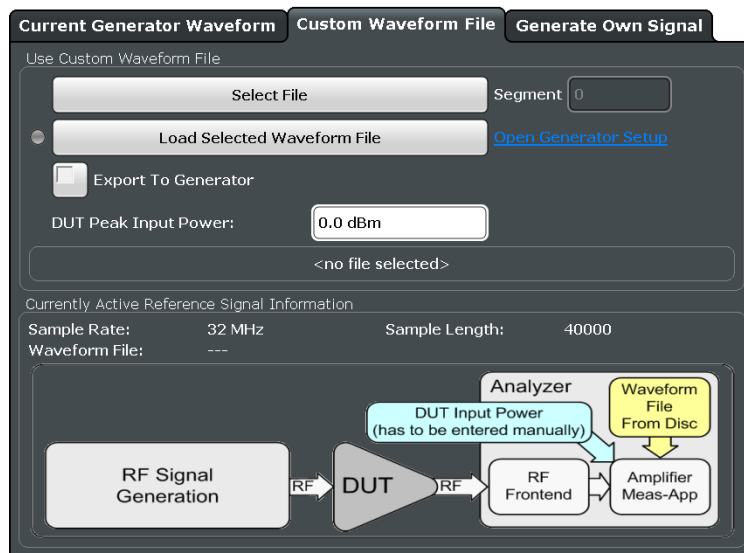 Current Generator Waveform
Custom Waveform File
Generate Own Signal
Use Custom Waveform File
Select File
Segment 0
Load Selected Waveform File
Open Generator Setup
Export To Generator
DUT Peak Input Power: 0.0 dBm
<no file selected>
Currently Active Reference Signal Information
Sample Rate: 32 MHz Sample Length: 40000
Waveform File: ---
Analyzer
Waveform
File
From Disc
DUT Input Power
(has to be entered manually)
RF Signal
Generation
RF
DUT
RF
RF
Frontend
Amplifier
Meas-App